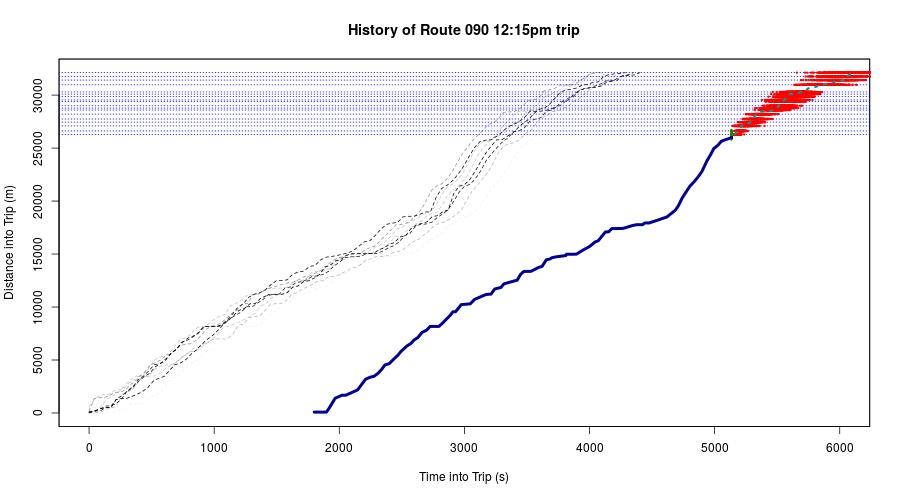 History of Route 090 12:15pm trip
Distance into Trip (m)
30000
25000
20000
15000
10000
5000
0
0 1000 2000 3000 4000 5000 6000
Time into Trip (s)